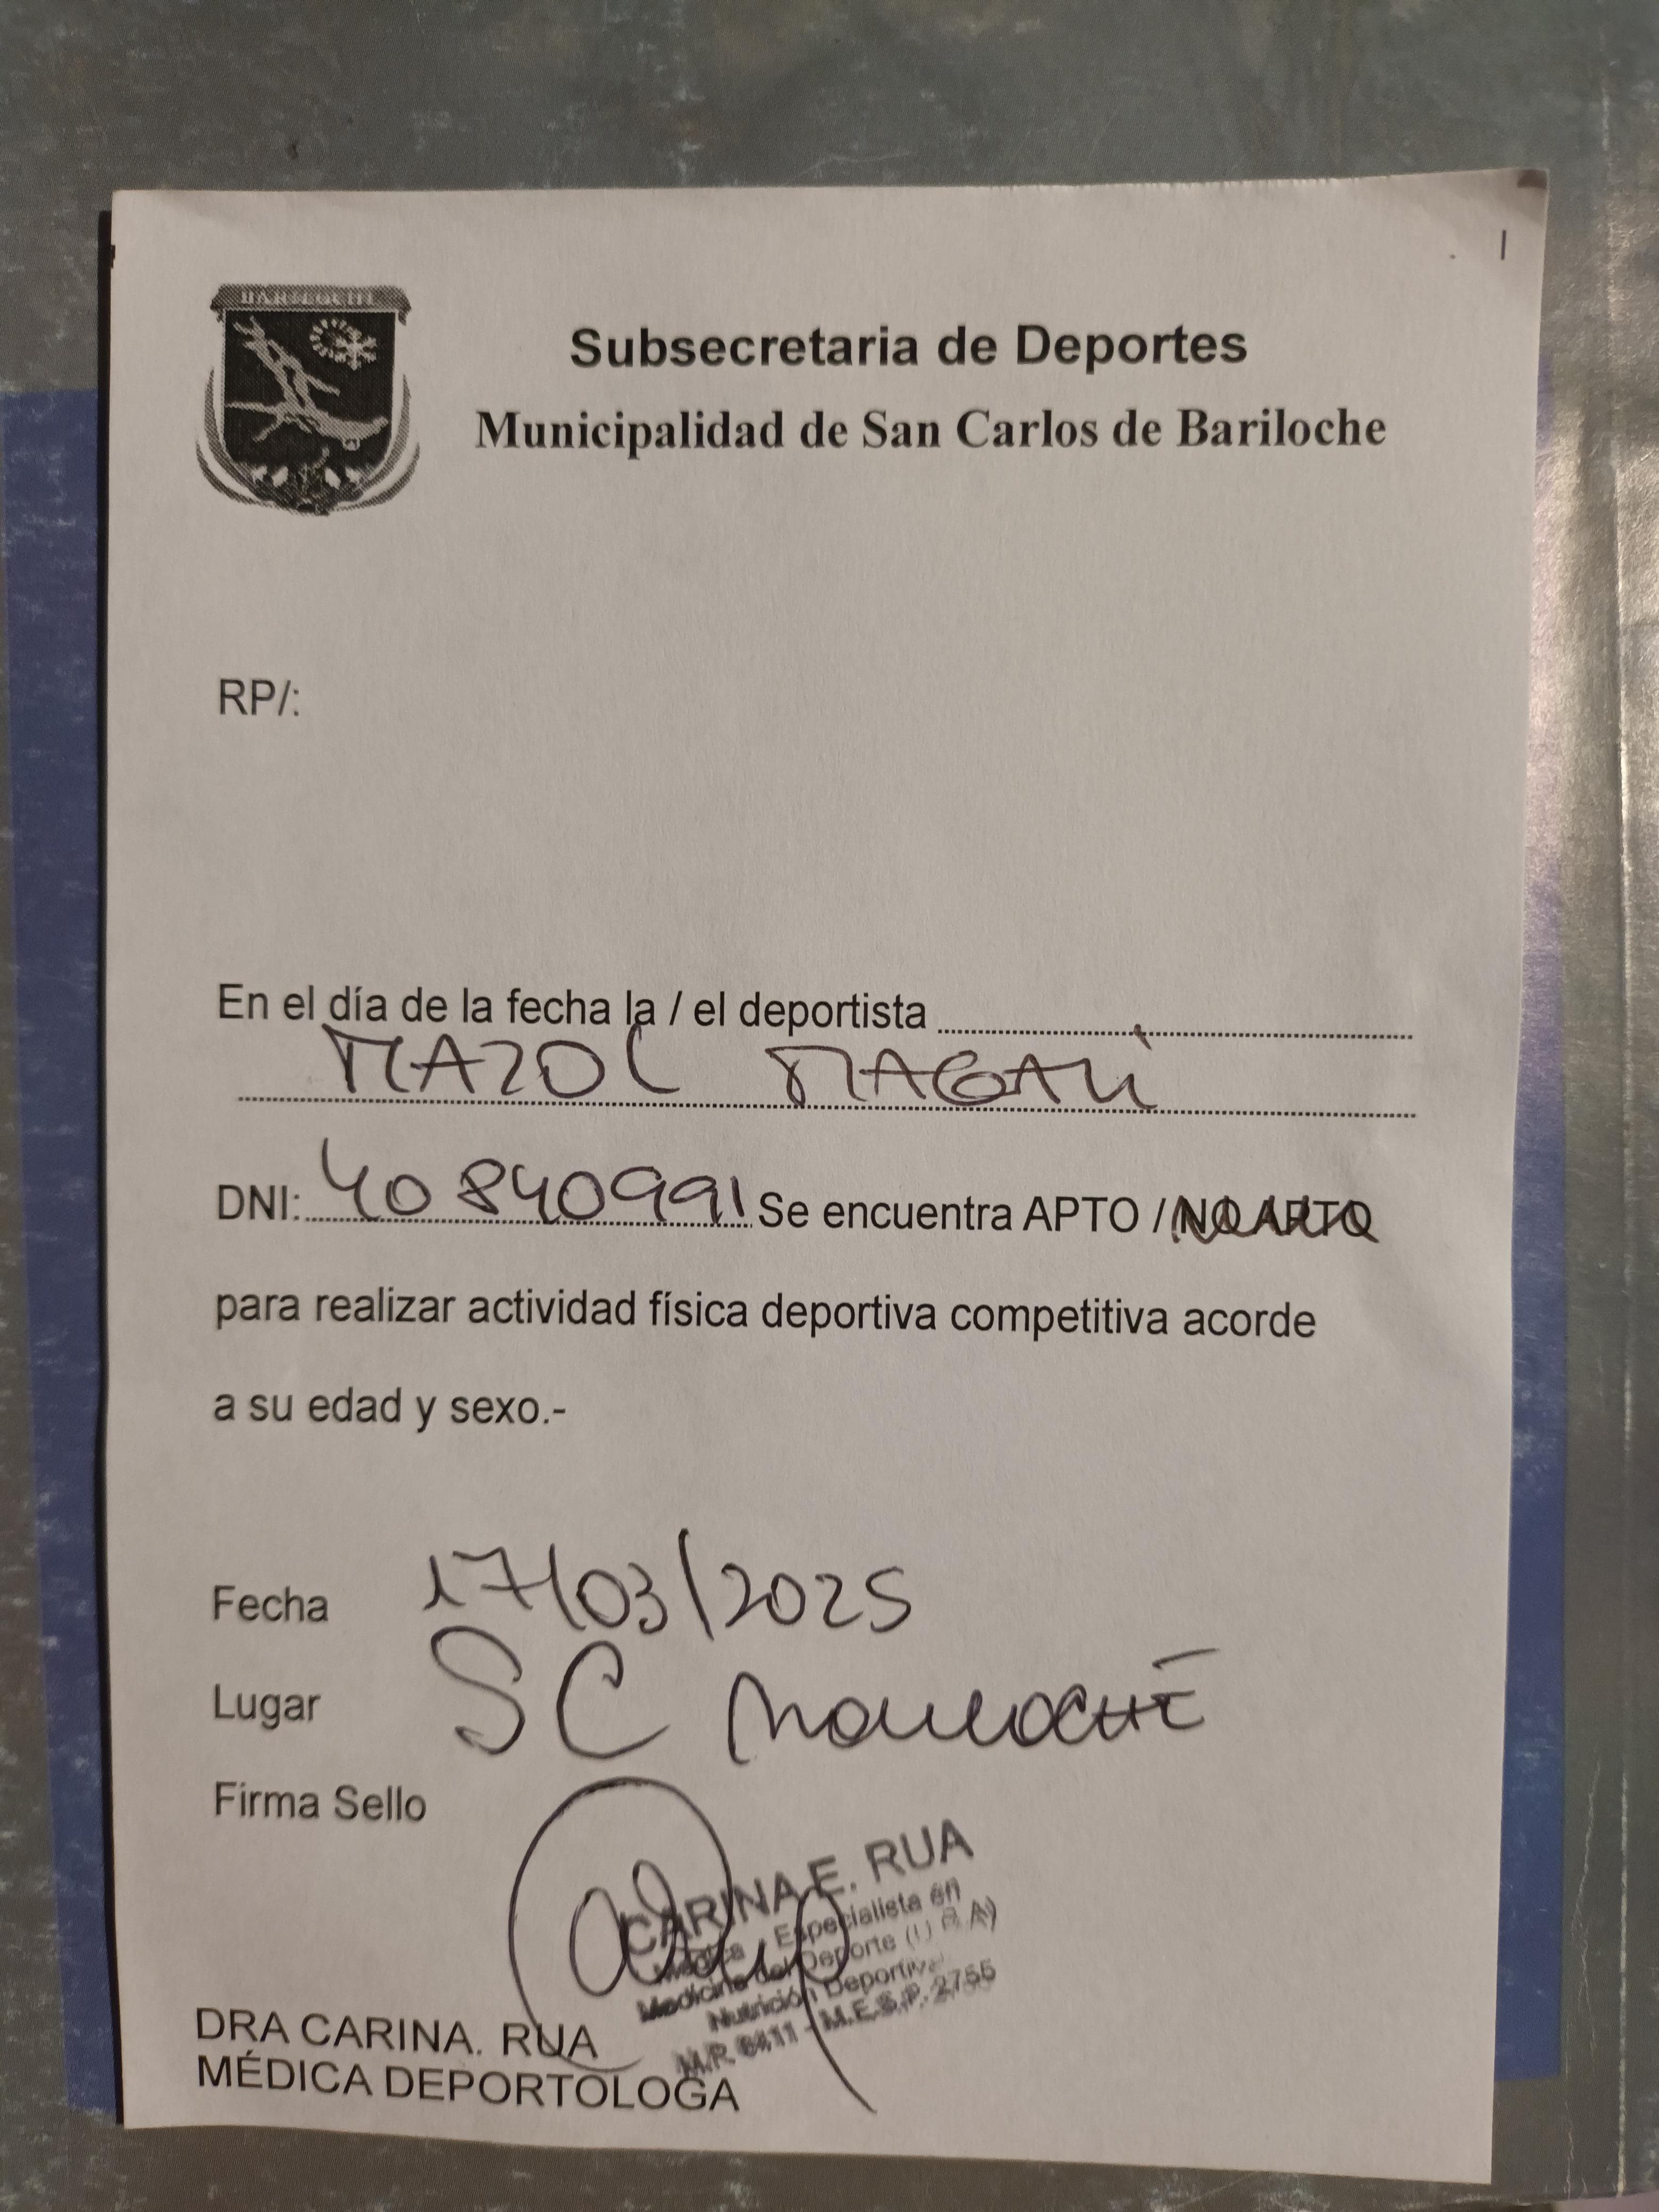 BARILOCHE
Subsecretaria de Deportes
Municipalidad de San Carlos de Bariloche
RP/:
En el día de la fecha la / el deportista
MAZOL MAGALÍ
DNI: 40840991 Se encuentra APTO / NO APTO
para realizar actividad física deportiva competitiva acorde
a su edad y sexo.-
Fecha 17/03/2025
Lugar SC Bariloche
Firma Sello
CARINA E. RUA
Médica Especialista en
Medicina del Deporte (U.B.A)
Nutrición Deportiva
M.P. 6411 - M.E.S.P. 2755
DRA CARINA. RUA
MÉDICA DEPORTOLOGA